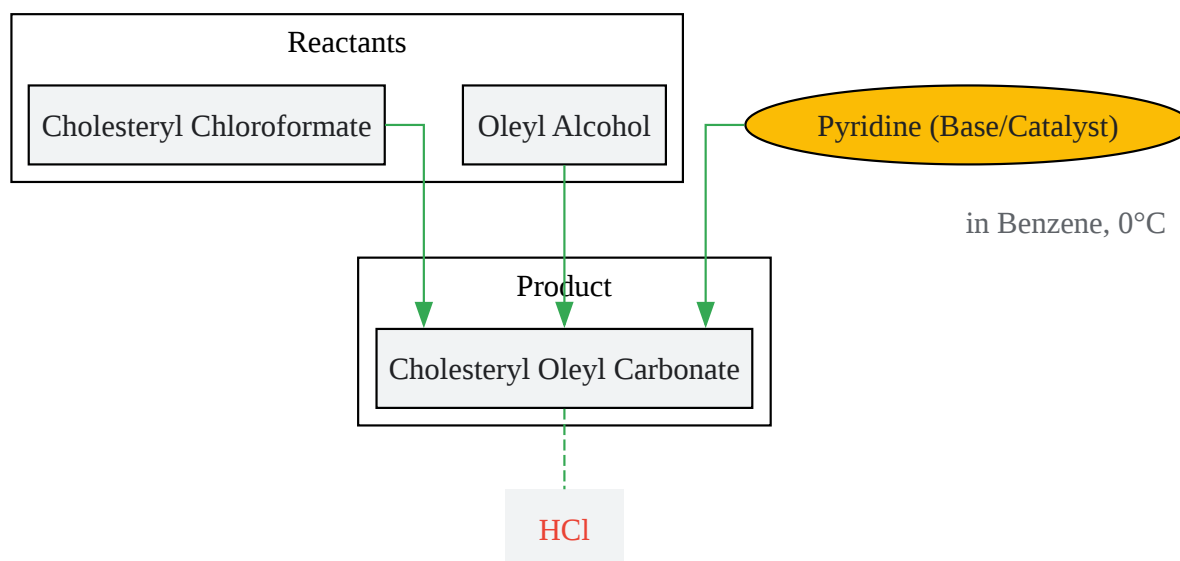 Reactants
Cholesteryl Chloroformate
Oleyl Alcohol
Pyridine (Base/Catalyst)
in Benzene, 0°C
Product
Cholesteryl Oleyl Carbonate
HCl